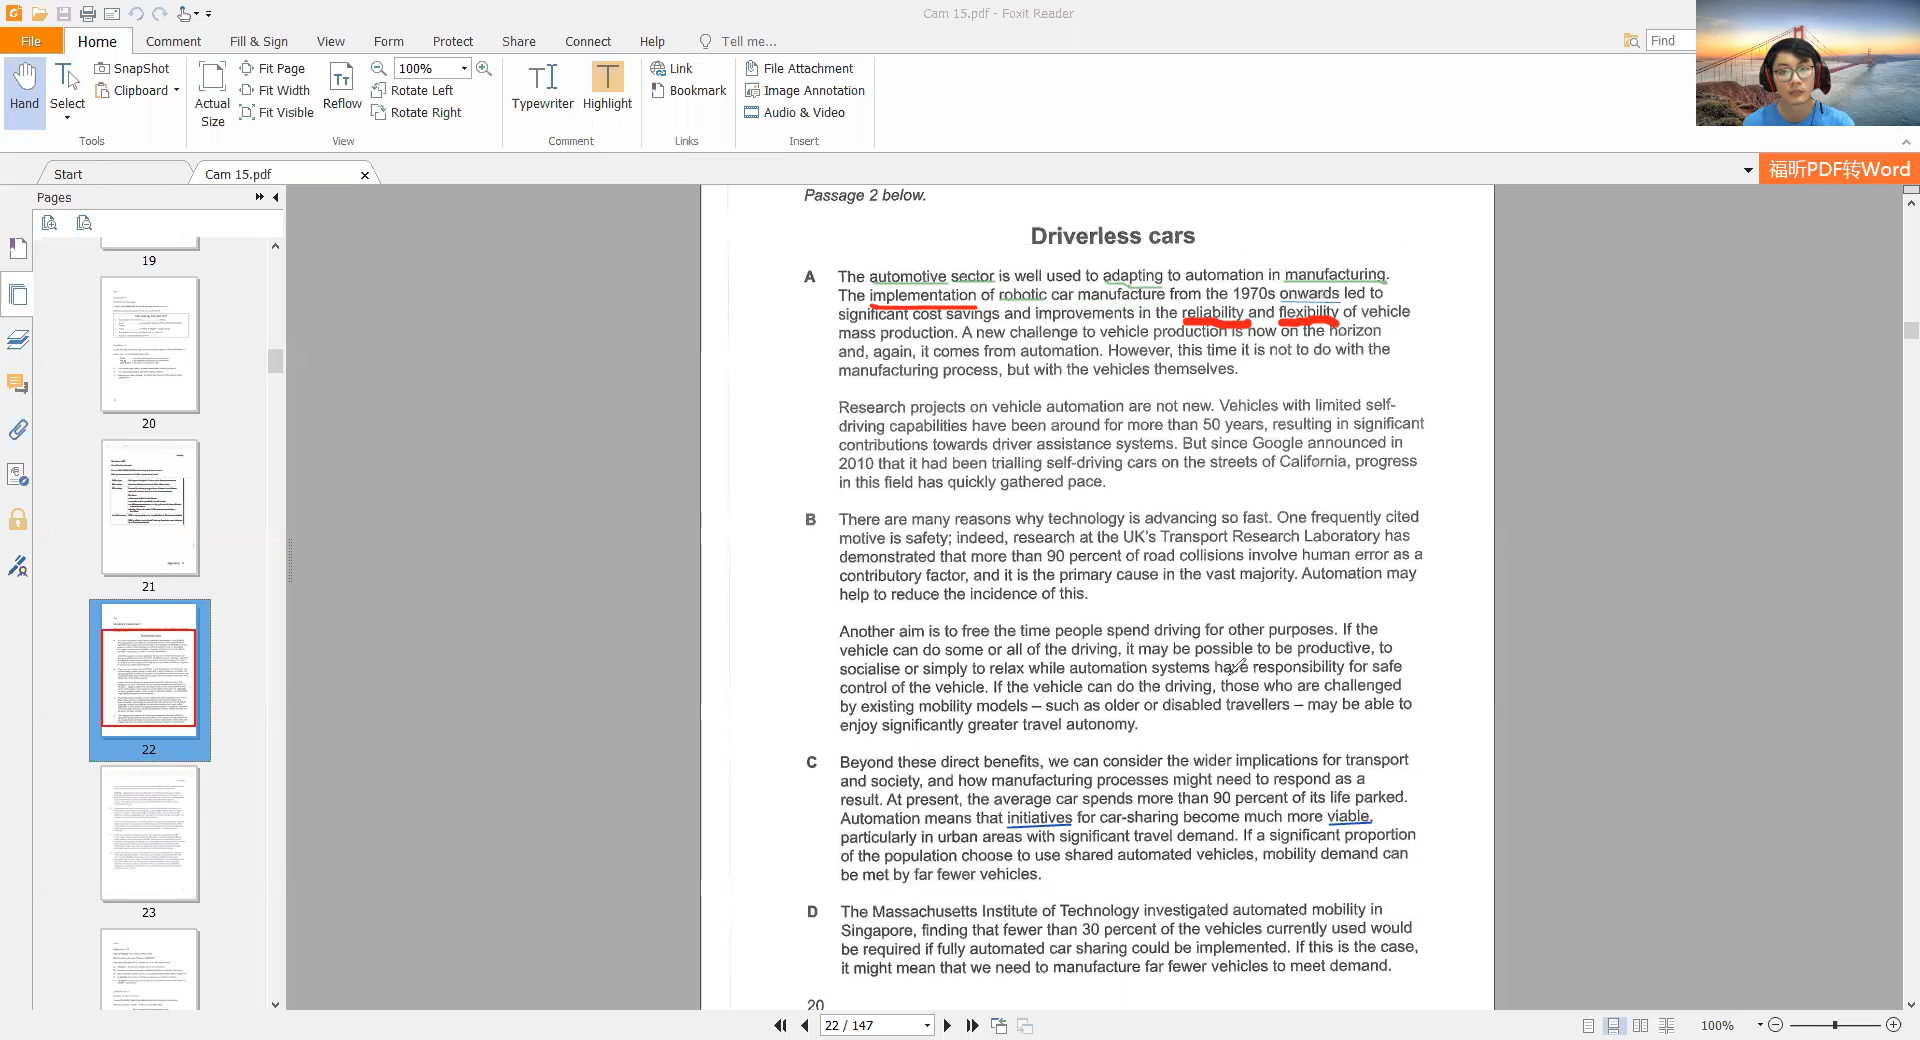 Cam 15.pdf - Foxit Reader
File Home Comment Fill & Sign View Form Protect Share Connect Help Tell me... Find
Hand
Select
SnapShot
Clipboard
Tools
Actual Size
Fit Page
Fit Width
Fit Visible
Reflow
100%
Rotate Left
Rotate Right
View
Typewriter
Highlight
Comment
Link
Bookmark
Links
File Attachment
Image Annotation
Audio & Video
Insert
Start
Cam 15.pdf
福昕PDF转Word
Pages
19
20
21
22
23
Passage 2 below.
Driverless cars
A The automotive sector is well used to adapting to automation in manufacturing.
The implementation of robotic car manufacture from the 1970s onwards led to
significant cost savings and improvements in the reliability and flexibility of vehicle
mass production. A new challenge to vehicle production is now on the horizon
and, again, it comes from automation. However, this time it is not to do with the
manufacturing process, but with the vehicles themselves.
Research projects on vehicle automation are not new. Vehicles with limited self-
driving capabilities have been around for more than 50 years, resulting in significant
contributions towards driver assistance systems. But since Google announced in
2010 that it had been trialling self-driving cars on the streets of California, progress
in this field has quickly gathered pace.
B There are many reasons why technology is advancing so fast. One frequently cited
motive is safety; indeed, research at the UK's Transport Research Laboratory has
demonstrated that more than 90 percent of road collisions involve human error as a
contributory factor, and it is the primary cause in the vast majority. Automation may
help to reduce the incidence of this.
Another aim is to free the time people spend driving for other purposes. If the
vehicle can do some or all of the driving, it may be possible to be productive, to
socialise or simply to relax while automation systems have responsibility for safe
control of the vehicle. If the vehicle can do the driving, those who are challenged
by existing mobility models – such as older or disabled travellers – may be able to
enjoy significantly greater travel autonomy.
C Beyond these direct benefits, we can consider the wider implications for transport
and society, and how manufacturing processes might need to respond as a
result. At present, the average car spends more than 90 percent of its life parked.
Automation means that initiatives for car-sharing become much more viable,
particularly in urban areas with significant travel demand. If a significant proportion
of the population choose to use shared automated vehicles, mobility demand can
be met by far fewer vehicles.
D The Massachusetts Institute of Technology investigated automated mobility in
Singapore, finding that fewer than 30 percent of the vehicles currently used would
be required if fully automated car sharing could be implemented. If this is the case,
it might mean that we need to manufacture far fewer vehicles to meet demand.
20
22 / 147
100%